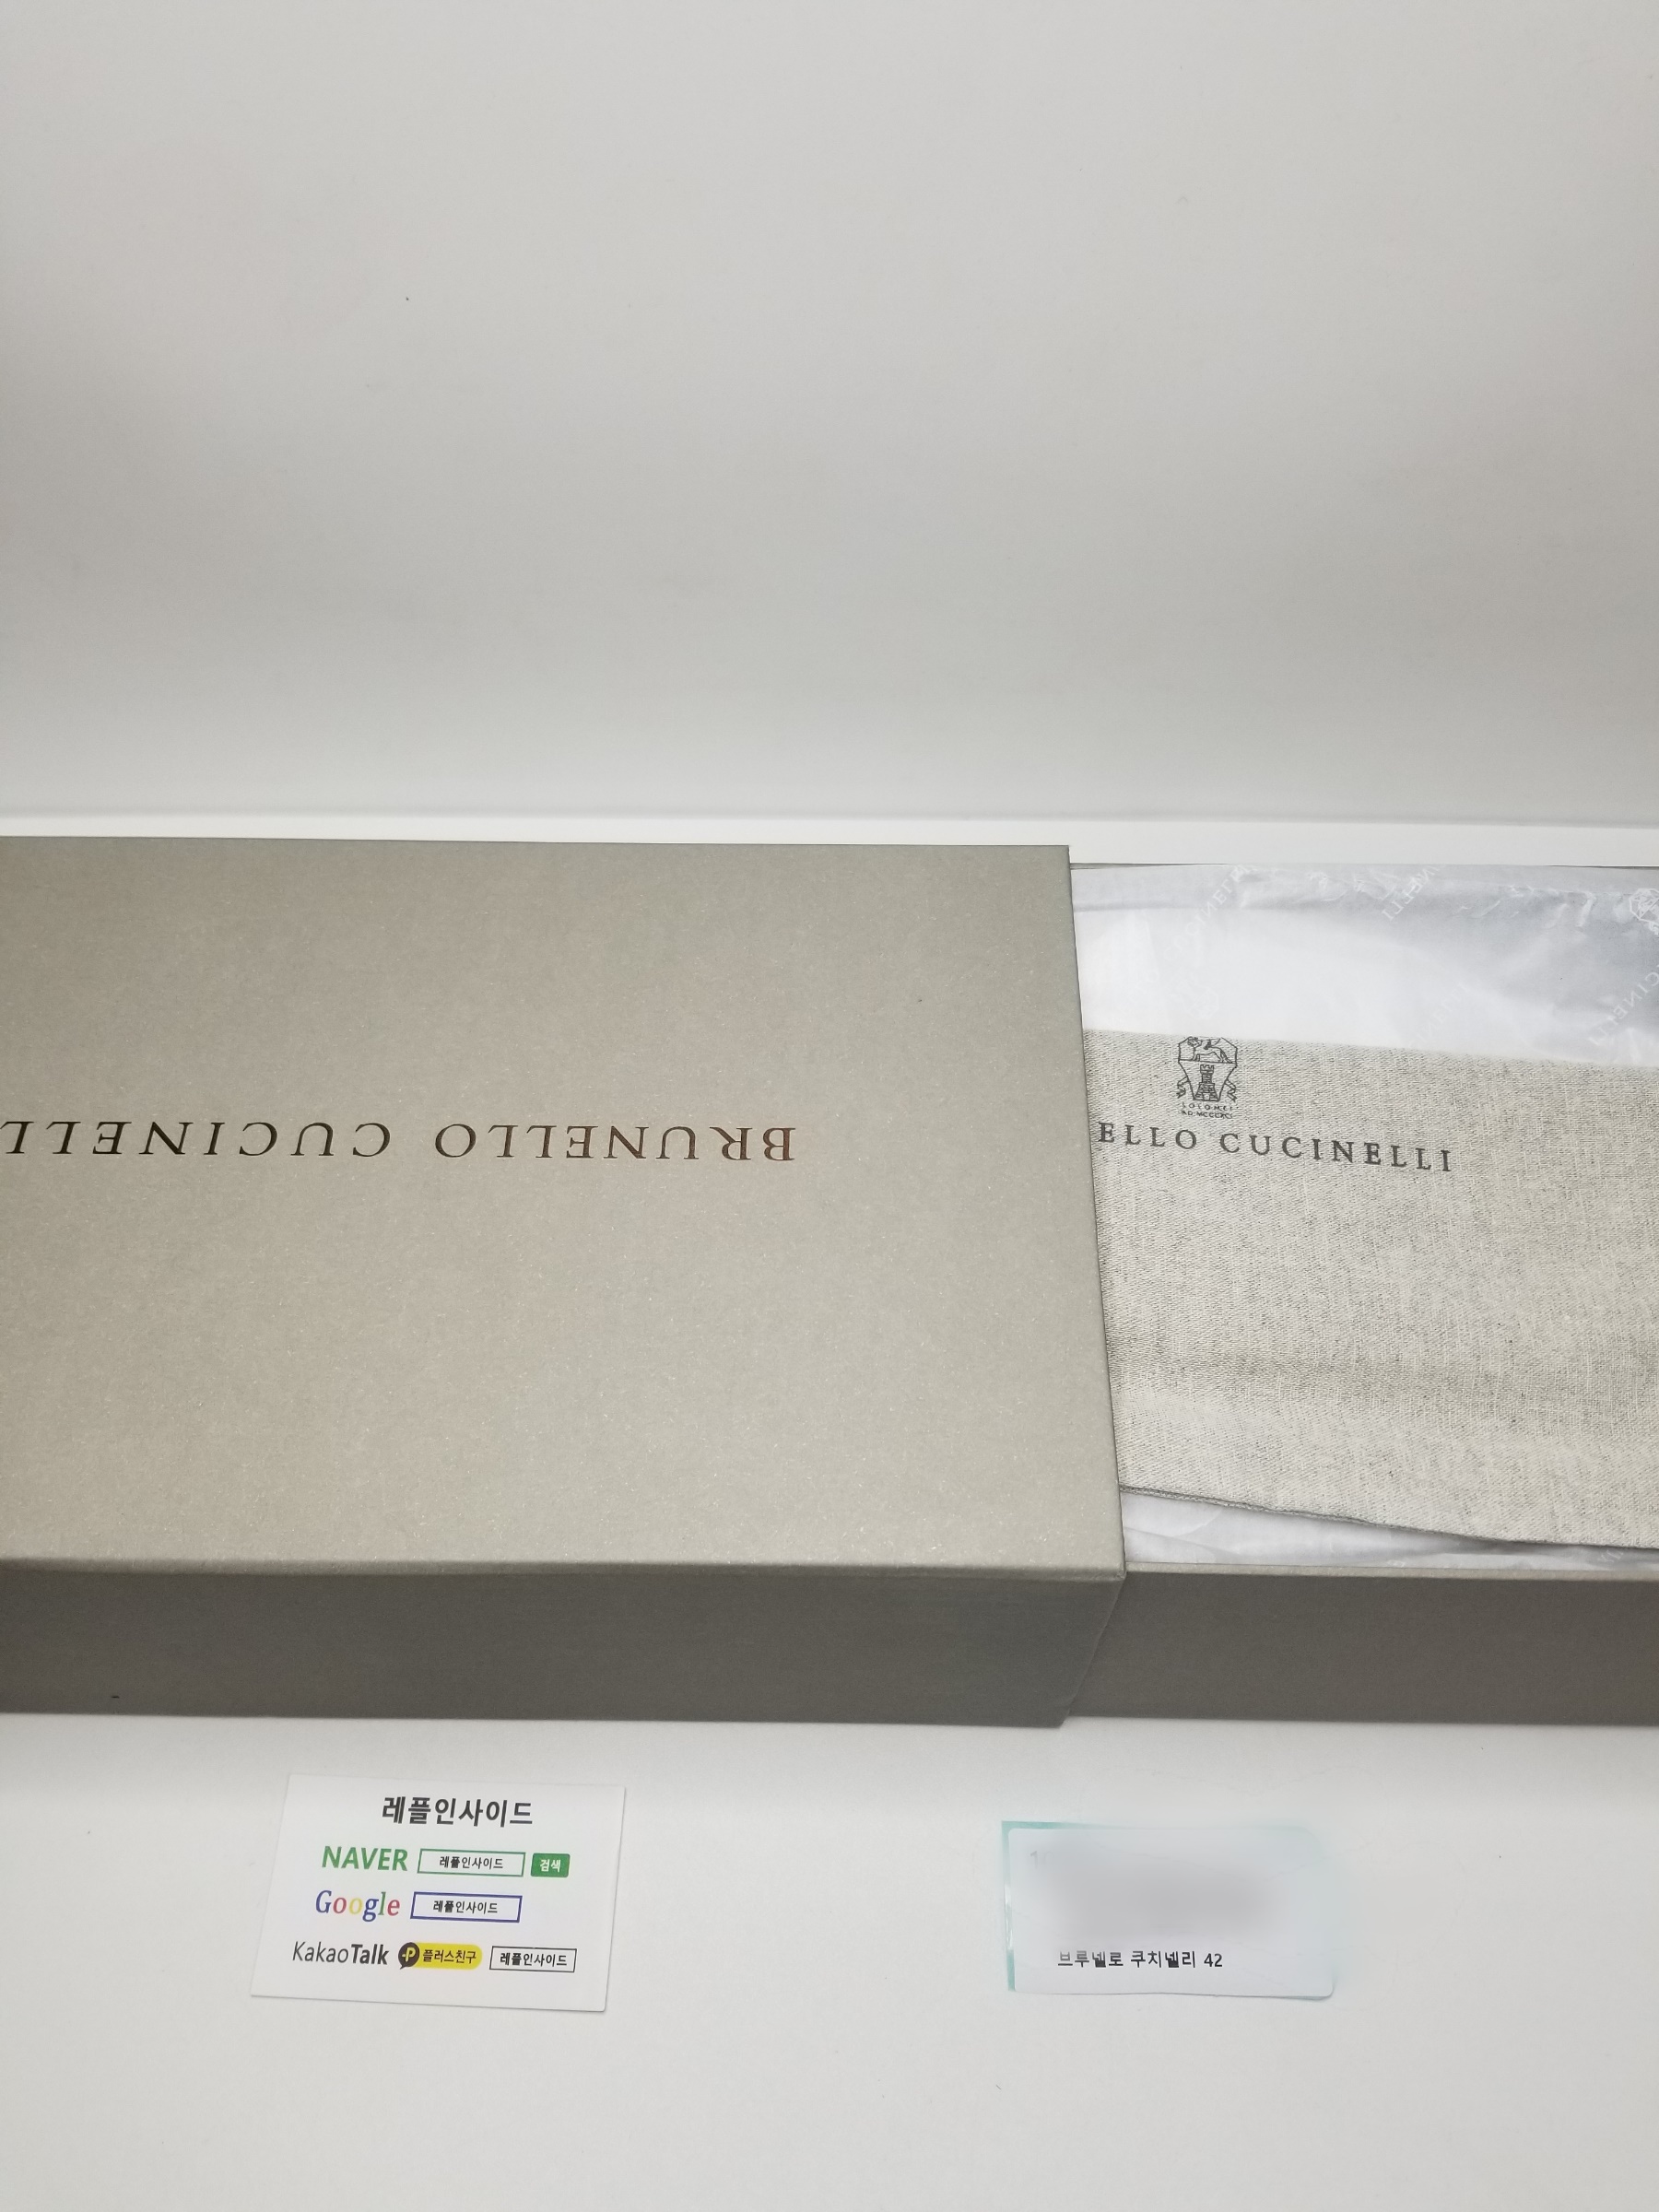 BRUNELLO CUCINELL
ELLO CUCINELLI
SOLOMEI
레플인사이드
NAVER 레플인사이드 검색
Google 레플인사이드
KakaoTalk P 플러스친구 레플인사이드
브루넬로 쿠치넬리 42